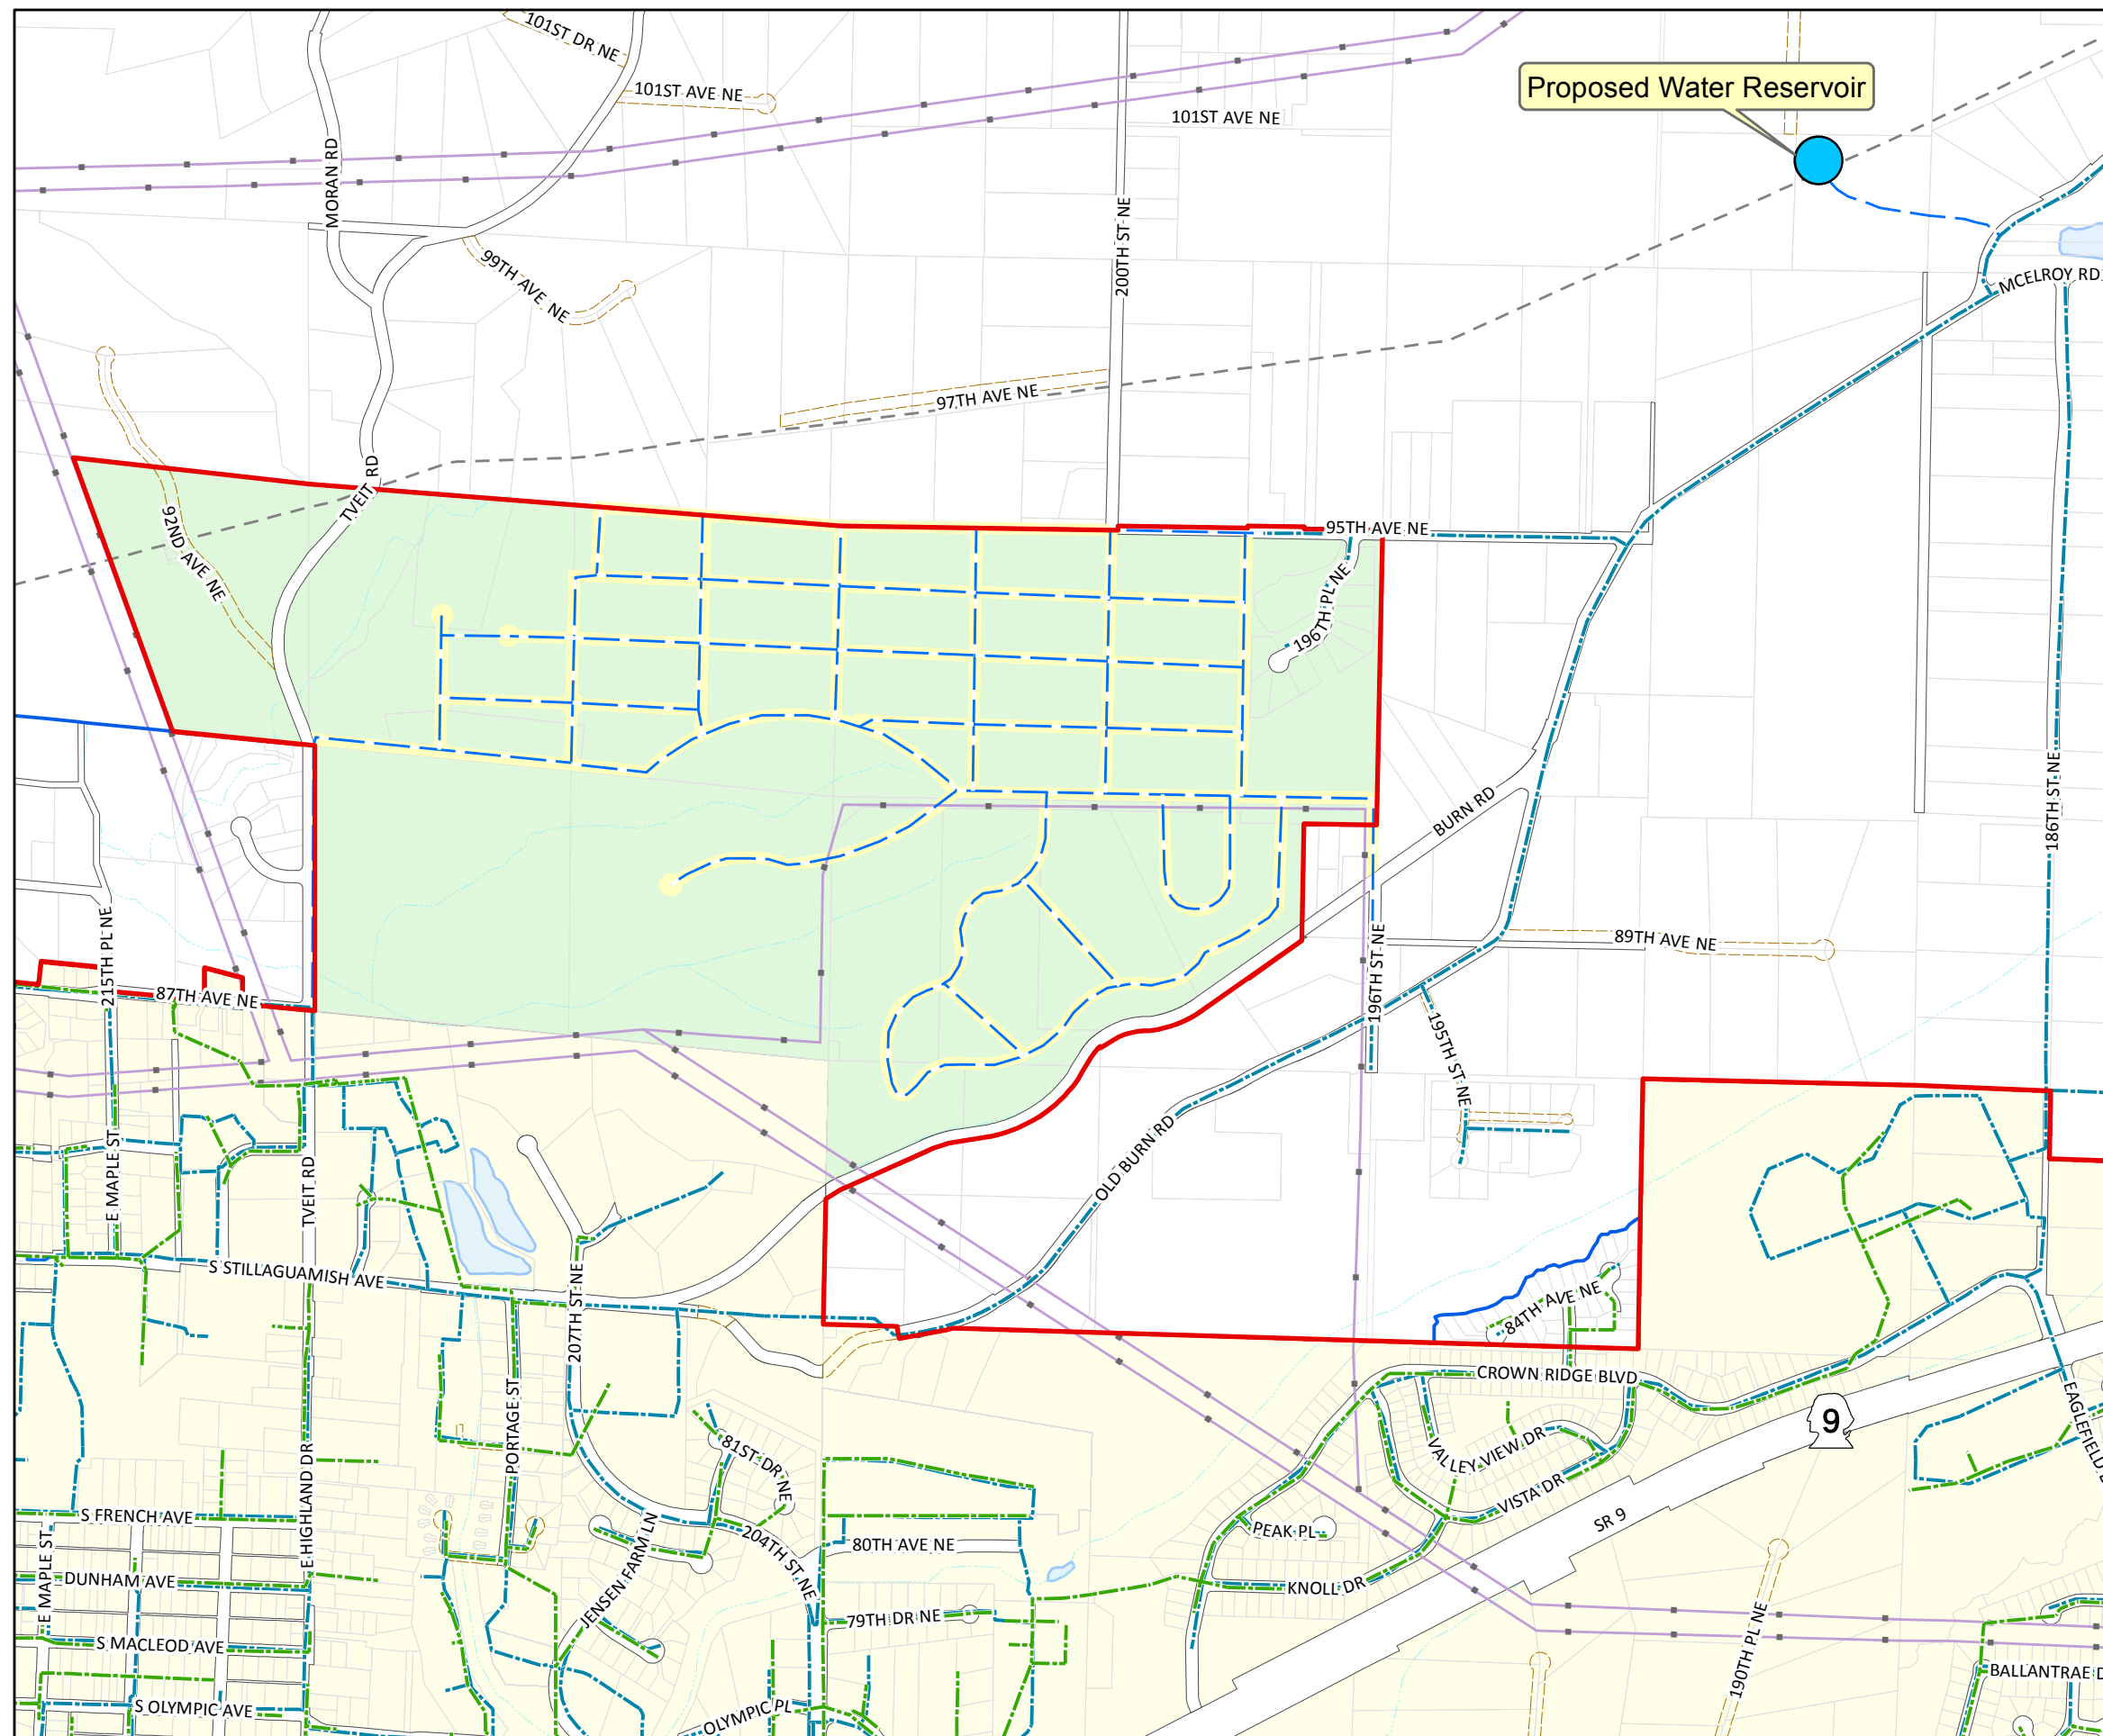 101ST DR NE
101ST AVE NE
101ST AVE NE
Proposed Water Reservoir
MORAN RD
200TH ST NE
99TH AVE NE
MCELROY RD
97TH AVE NE
TVEIT RD
92ND AVE NE
95TH AVE NE
196TH PL NE
BURN RD
186TH ST NE
215TH PL NE
87TH AVE NE
89TH AVE NE
196TH ST NE
195TH ST NE
E MAPLE ST
TVEIT RD
OLD BURN RD
S STILLAGUAMISH AVE
207TH ST NE
84TH AVE NE
CROWN RIDGE BLVD
9
EAGLEFIELD
PORTAGE ST
E HIGHLAND DR
81ST DR NE
VALLEY VIEW DR
VISTA DR
SR 9
S FRENCH AVE
E MAPLE ST
JENSEN FARM LN
204TH ST NE
80TH AVE NE
PEAK PL
KNOLL DR
DUNHAM AVE
79TH DR NE
S MACLEOD AVE
190TH PL NE
BALLANTRAE D
S OLYMPIC AVE
OLYMPIC PL